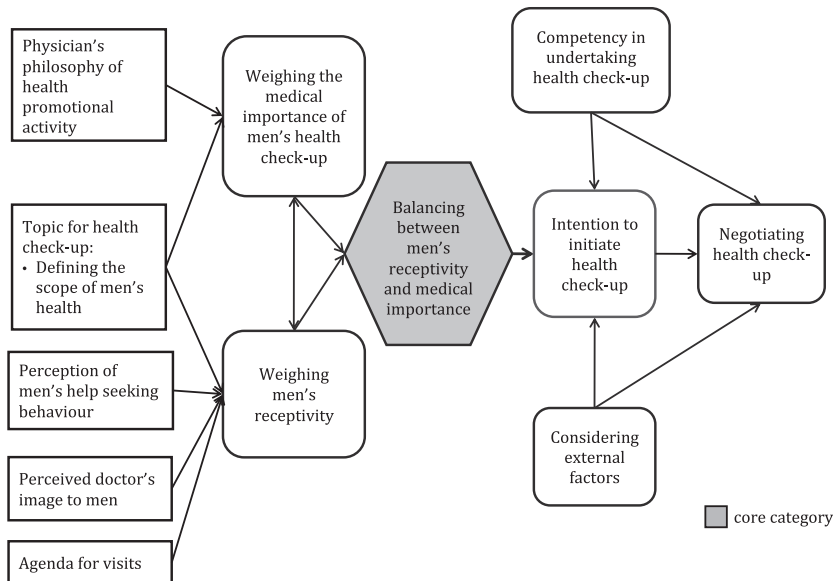 Physician's
philosophy of
health
promotional
activity
Topic for health
check-up:
• Defining the
scope of men's
health
Perception of
men's help seeking
behaviour
Perceived doctor's
image to men
Agenda for visits
Weighing the
medical
importance of
men's health
check-up
Weighing
men's
receptivity
Balancing
between
men's
receptivity
and medical
importance
Competency in
undertaking
health check-up
Intention to
initiate
health
check-up
Negotiating
health check-
up
Considering
external
factors
core category